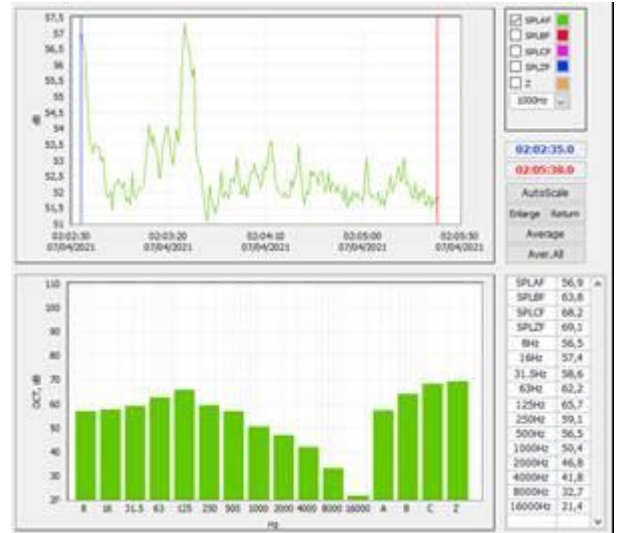 57,5
57
56,5
56
55,5
55
54,5
54
53,5
53
52,5
52
51,5
51
dB
02:02:30 02:03:20 02:04:10 02:05:00
07/04/2021 07/04/2021 07/04/2021 07/04/2021 07/04/2021
SPLAF
SPLBF
SPLCF
SPLZF
Z
1000Hz
02:02:35.0
02:05:38.0
AutoScale
Enlarge Return
Average
Aver.All
110
100
90
80
70
60
50
40
30
20
OCT, dB
8 16 31.5 63 125 250 500 1000 2000 4000 8000 16000 A B C Z
Hz
SPLAF 56,9
SPLBF 63,8
SPLCF 68,2
SPLZF 69,1
8Hz 56,5
16Hz 57,4
31.5Hz 58,6
63Hz 62,2
125Hz 65,7
250Hz 59,1
500Hz 56,5
1000Hz 50,4
2000Hz 46,8
4000Hz 41,8
8000Hz 32,7
16000Hz 21,4